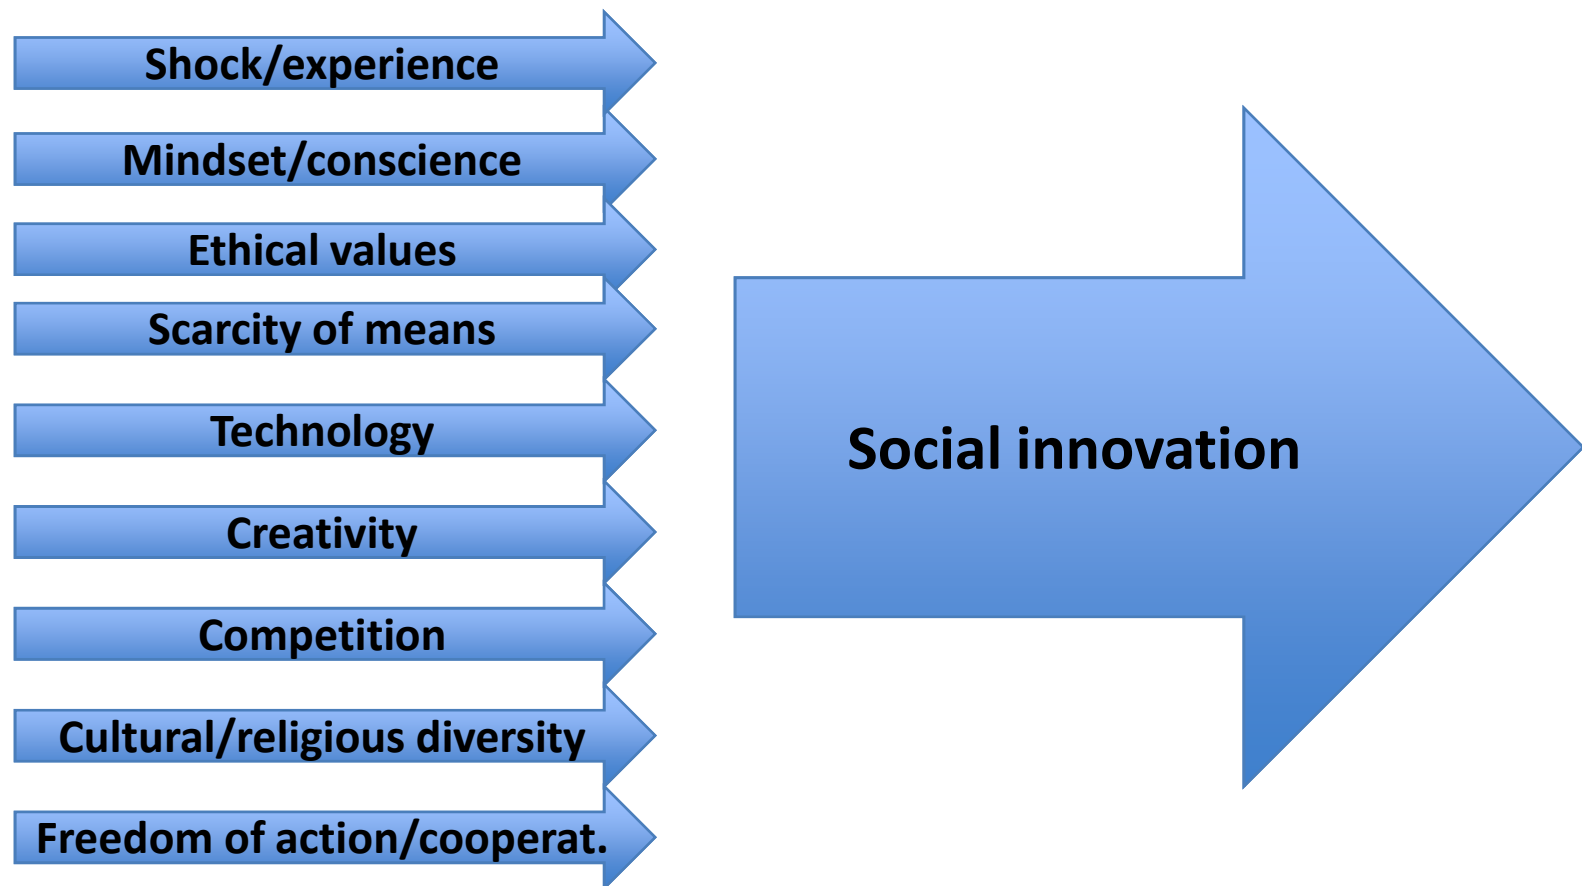 Shock/experience
Mindset/conscience
Ethical values
Scarcity of means
Technology
Creativity
Competition
Cultural/religious diversity
Freedom of action/cooperat.
Social innovation